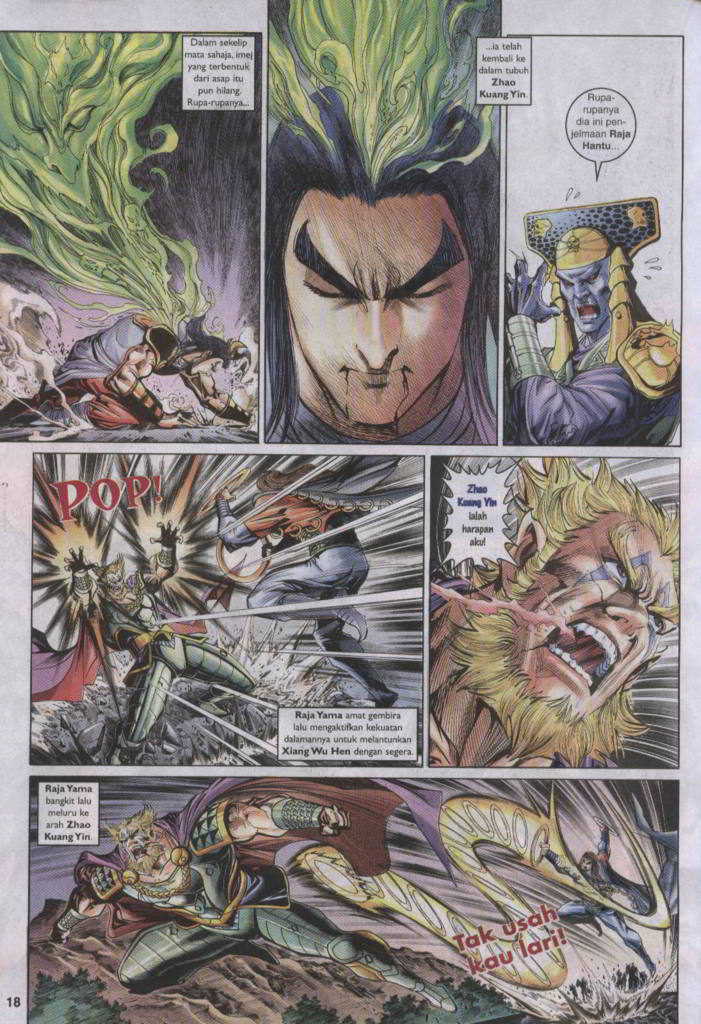 Dalam sekelip
mata sahaja, imej
yang terbentuk
dari asap itu
pun hilang.
Rupa-rupanya...
...ia telah
kembali ke
dalam tubuh
Zhao
Kuang Yin.
Rupa-
rupanya
dia ini pen-
jelmaan Raja
Hantu...
POP!
Raja Yama amat gembira
lalu mengaktifkan kekuatan
dalamannya untuk melantunkan
Xiang Wu Hen dengan segera.
Zhao
Kuang Yin
ialah
harapan
aku!
Raja Yama
bangkit lalu
meluru ke
arah Zhao
Kuang Yin.
Tak usah
kau lari!
18